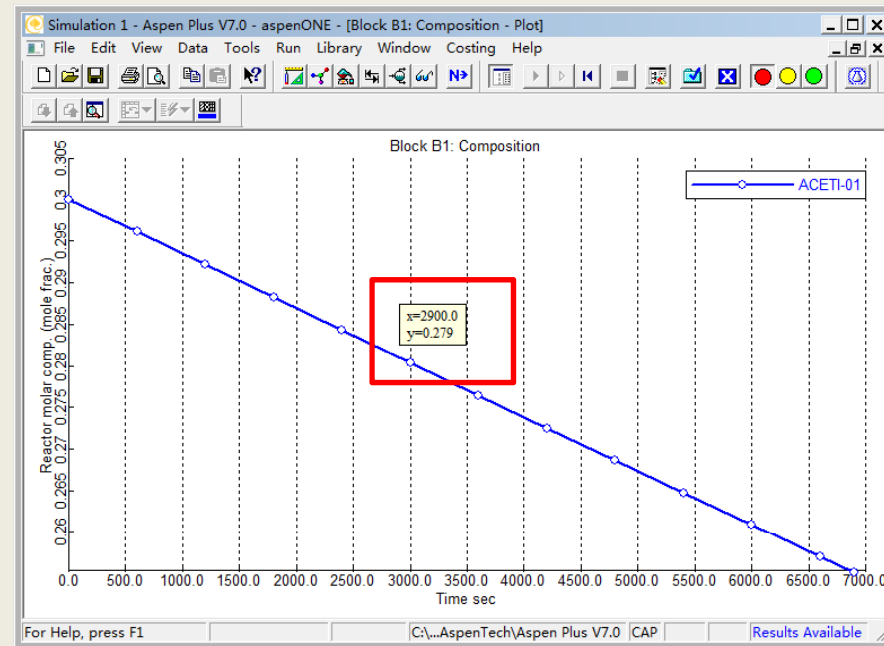 Simulation 1 - Aspen Plus V7.0 - aspenONE - [Block B1: Composition - Plot]
File Edit View Data Tools Run Library Window Costing Help
N>
Block B1: Composition
ACETI-01
Reactor molar comp. (mole frac.)
0.305
0.3
0.295
0.29
0.285
0.28
0.275
0.27
0.265
0.26
x=2900.0
y=0.279
0.0 500.0 1000.0 1500.0 2000.0 2500.0 3000.0 3500.0 4000.0 4500.0 5000.0 5500.0 6000.0 6500.0 7000.0
Time sec
For Help, press F1 C:\...AspenTech\Aspen Plus V7.0 CAP Results Available